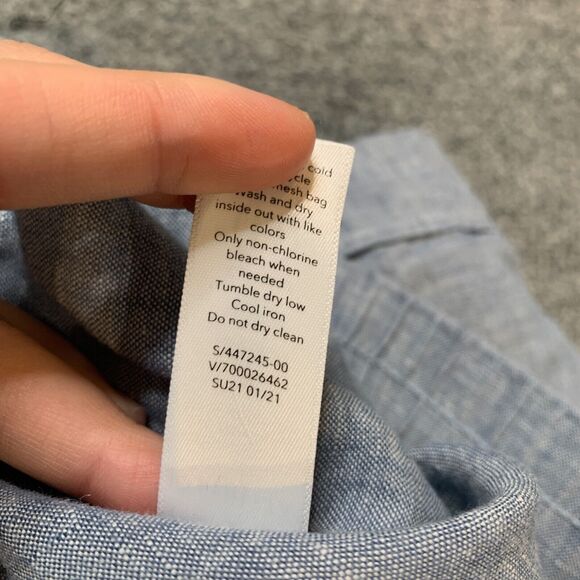 cold
mesh bag
Wash and dry
inside out with like
colors
Only non-chlorine
bleach when
needed
Tumble dry low
Cool iron
Do not dry clean
S/447245-00
V/700026462
SU21 01/21